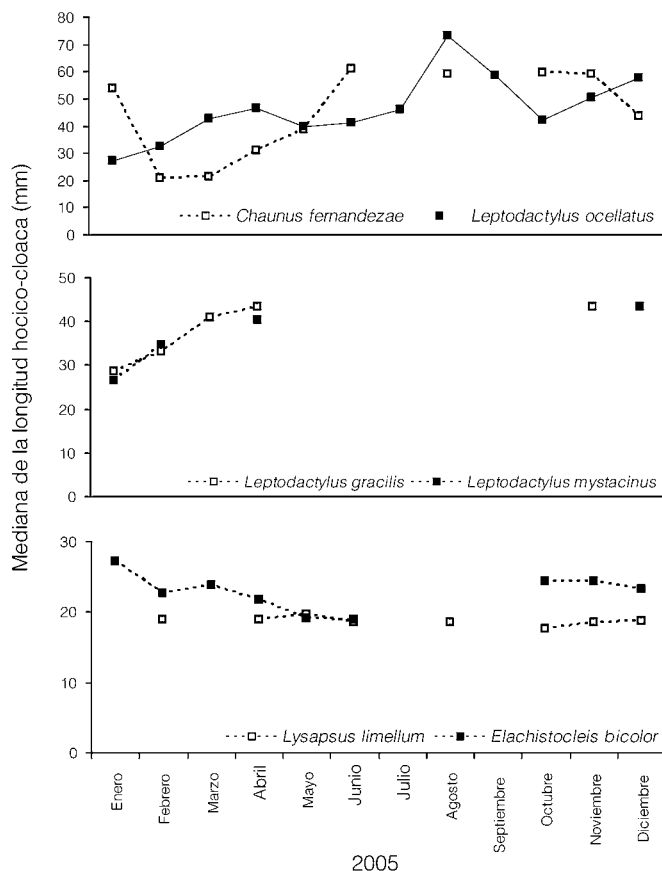 Mediana de la longitud hocico-cloaca (mm)
80
70
60
50
40
30
20
10
0
Chaunus fernandezae
Leptodactylus ocellatus
50
40
30
20
10
0
Leptodactylus gracilis
Leptodactylus mystacinus
30
20
10
0
Lysapsus limellum
Elachistocleis bicolor
Enero
Febrero
Marzo
Abril
Mayo
Junio
Julio
Agosto
Septiembre
Octubre
Noviembre
Diciembre
2005